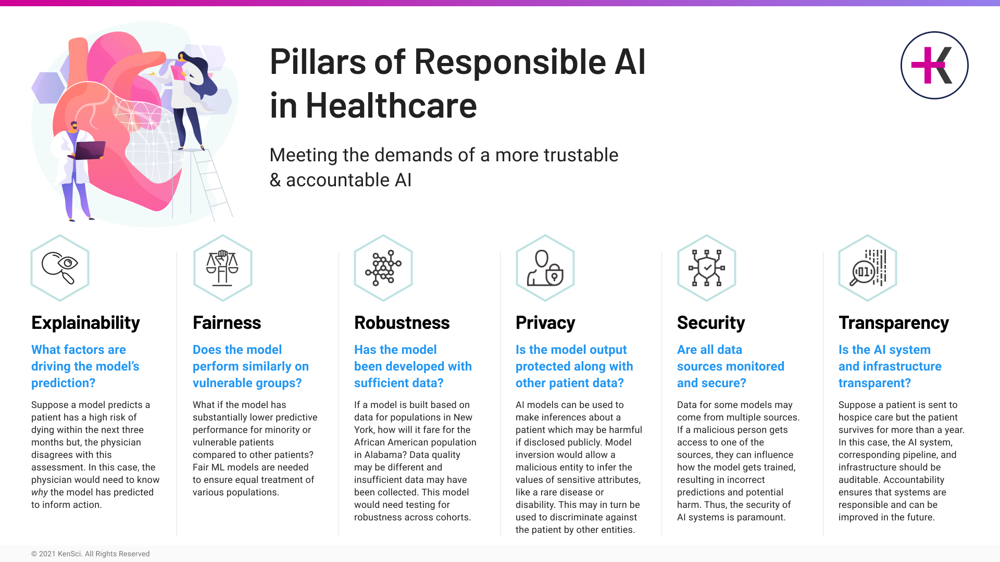 Pillars of Responsible AI
in Healthcare
Meeting the demands of a more trustable
& accountable AI
K
Explainability
What factors are
driving the model's
prediction?
Suppose a model predicts a
patient has a high risk of
dying within the next three
months but, the physician
disagrees with this
assessment. In this case, the
physician would need to know
why the model has predicted
to inform action.
Fairness
Does the model
perform similarly on
vulnerable groups?
What if the model has
substantially lower predictive
performance for minority or
vulnerable patients
compared to other patients?
Fair ML models are needed
to ensure equal treatment of
various populations.
Robustness
Has the model
been developed with
sufficient data?
If a model is built based on
data for populations in New
York, how will it fare for the
African American population
in Alabama? Data quality
may be different and
insufficient data may have
been collected. This model
would need testing for
robustness across cohorts.
Privacy
Is the model output
protected along with
other patient data?
AI models can be used to
make inferences about a
patient which may be harmful
if disclosed publicly. Model
inversion would allow a
malicious entity to infer the
values of sensitive attributes,
like a rare disease or
disability. This may in turn be
used to discriminate against
the patient by other entities.
Security
Are all data
sources monitored
and secure?
Data for some models may
come from multiple sources.
If a malicious person gets
access to one of the
sources, they can influence
how the model gets trained,
resulting in incorrect
predictions and potential
harm. Thus, the security of
AI systems is paramount.
01
Transparency
Is the AI system
and infrastructure
transparent?
Suppose a patient is sent to
hospice care but the patient
survives for more than a year.
In this case, the AI system,
corresponding pipeline, and
infrastructure should be
auditable. Accountability
ensures that systems are
responsible and can be
improved in the future.
© 2021 KenSci. All Rights Reserved